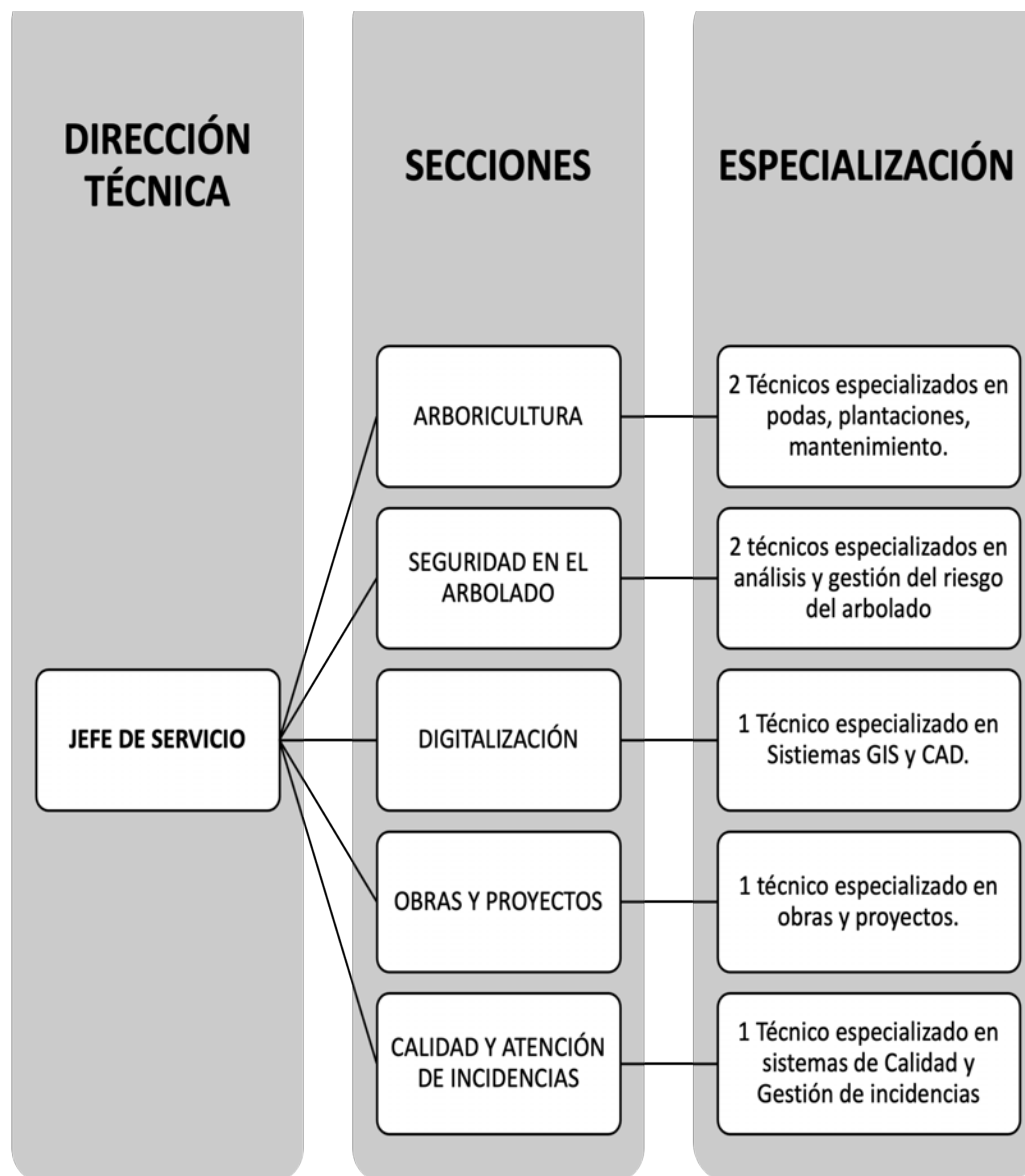 DIRECCIÓN
TÉCNICA
SECCIONES
ESPECIALIZACIÓN
JEFE DE SERVICIO
ARBORICULTURA
2 Técnicos especializados en
podas, plantaciones,
mantenimiento.
SEGURIDAD EN EL
ARBOLADO
2 técnicos especializados en
análisis y gestión del riesgo
del arbolado
DIGITALIZACIÓN
1 Técnico especializado en
Sistiemas GIS y CAD.
OBRAS Y PROYECTOS
1 técnico especializado en
obras y proyectos.
CALIDAD Y ATENCIÓN
DE INCIDENCIAS
1 Técnico especializado en
sistemas de Calidad y
Gestión de incidencias